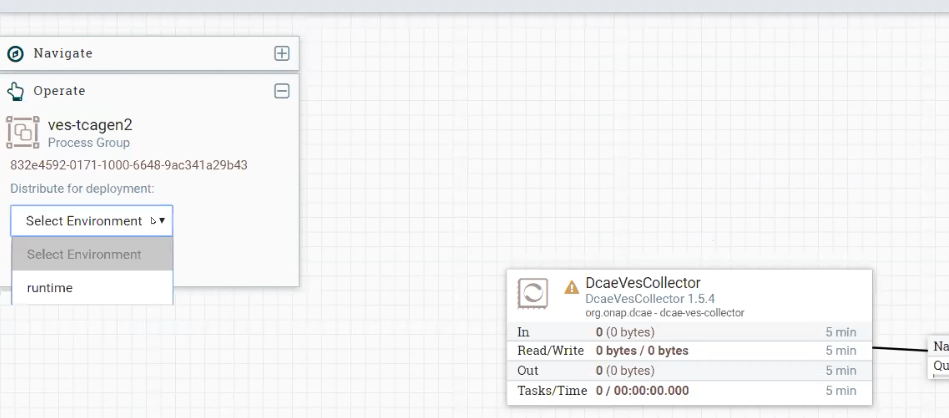 Navigate
Operate
ves-tcagen2
Process Group
832e4592-0171-1000-6648-9ac341a29b43
Distribute for deployment:
Select Environment
Select Environment
runtime
DcaeVesCollector
DcaeVesCollector 1.5.4
org.onap.dcae - dcae-ves-collector
In 0 (0 bytes) 5 min
Read/Write 0 bytes / 0 bytes 5 min
Out 0 (0 bytes) 5 min
Tasks/Time 0 / 00:00:00.000 5 min
Na
Qu